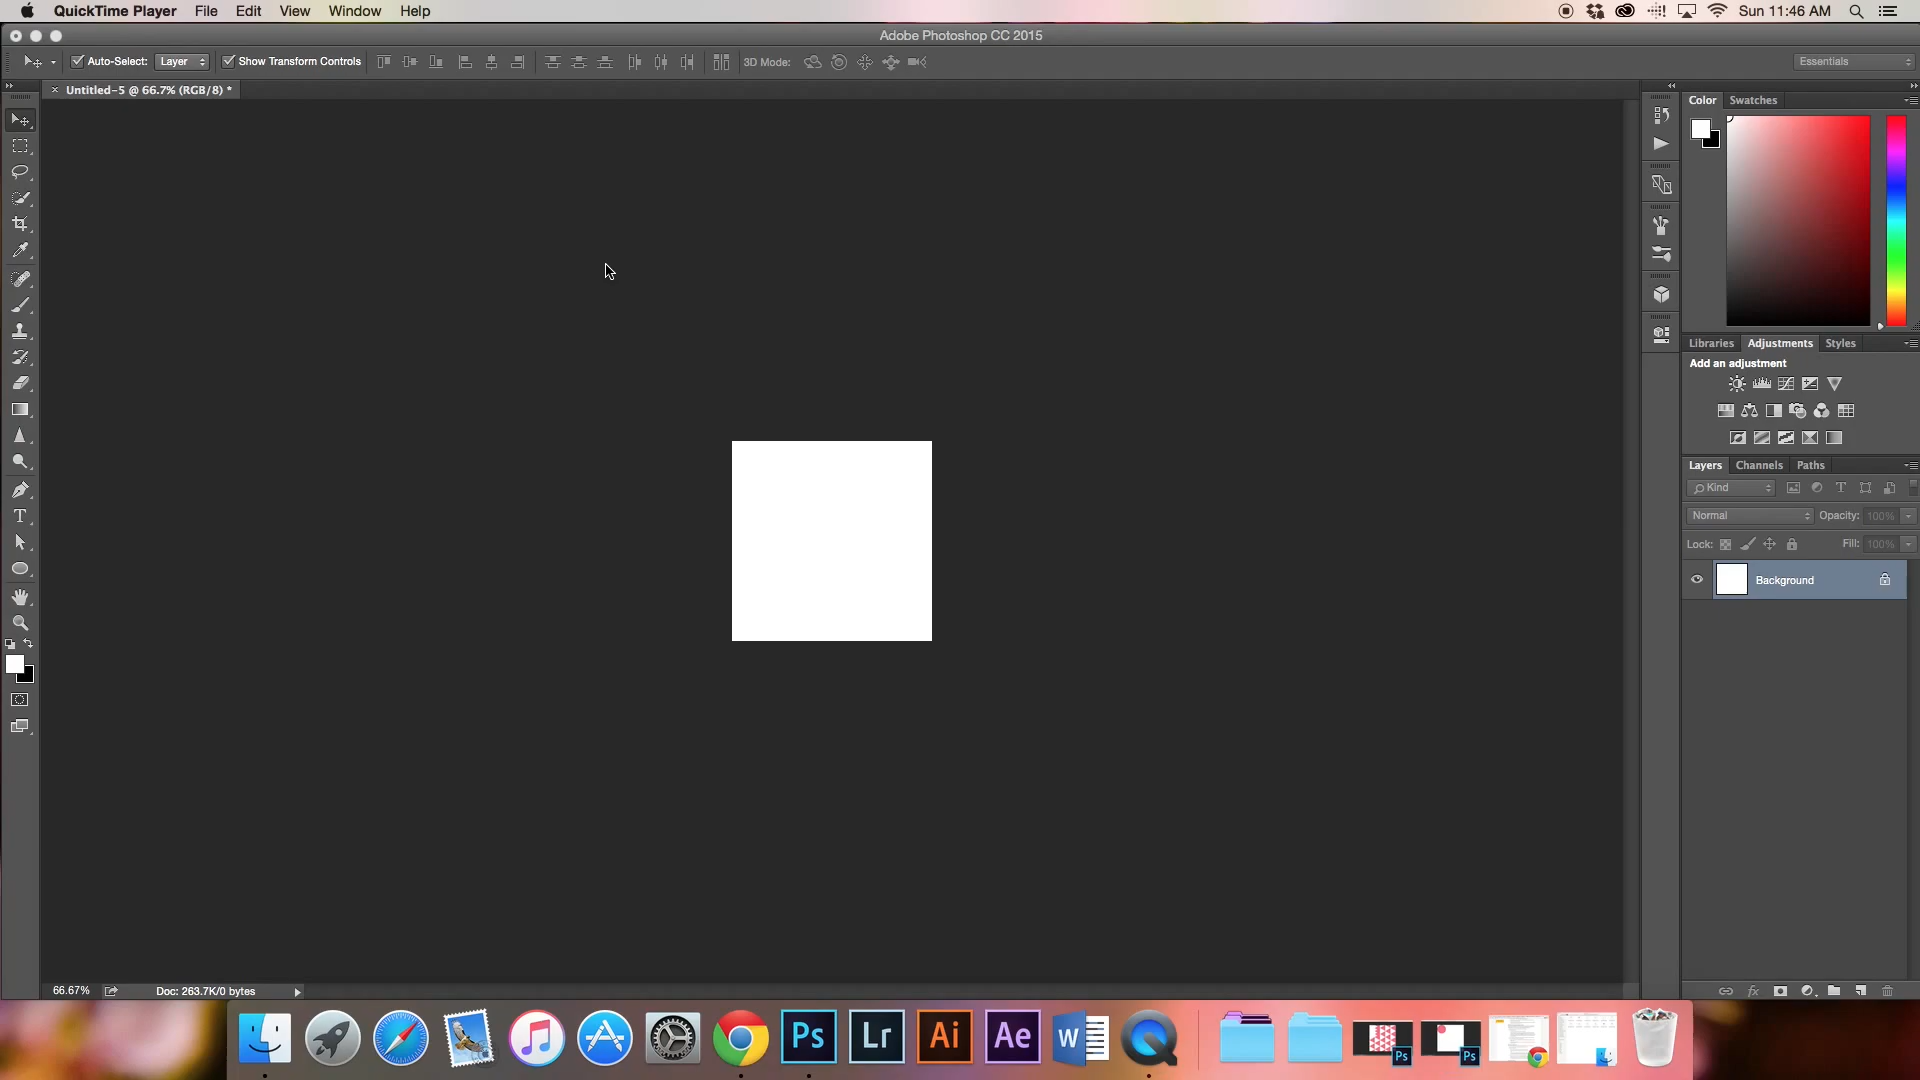 QuickTime Player File Edit View Window Help Sun 11:46 AM
Adobe Photoshop CC 2015
Auto-Select: Layer Show Transform Controls 3D Mode: Essentials
Untitled-5 @ 66.7% (RGB/8) *
Color Swatches
Libraries Adjustments Styles
Add an adjustment
Layers Channels Paths
Kind
Normal Opacity: 100%
Lock: Fill: 100%
Background
66.67% Doc: 263.7K/0 bytes
Ps Lr Ai Ae W Ps Ps